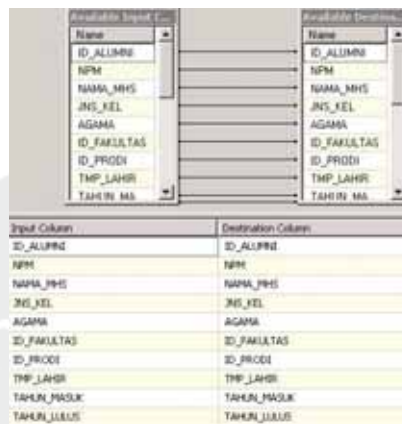 Available Input C... Available Destina...
Name Name
ID_ALUMNI ID_ALUMNI
NPM NPM
NAMA_MHS NAMA_MHS
JNS_KEL JNS_KEL
AGAMA AGAMA
ID_FAKULTAS ID_FAKULTAS
ID_PRODI ID_PRODI
TMP_LAHIR TMP_LAHIR
TAHUN_MA TAHUN_MA
Input Column Destination Column
ID_ALUMNI ID_ALUMNI
NPM NPM
NAMA_MHS NAMA_MHS
JNS_KEL JNS_KEL
AGAMA AGAMA
ID_FAKULTAS ID_FAKULTAS
ID_PRODI ID_PRODI
TMP_LAHIR TMP_LAHIR
TAHUN_MASUK TAHUN_MASUK
TAHUN_LULUS TAHUN_LULUS